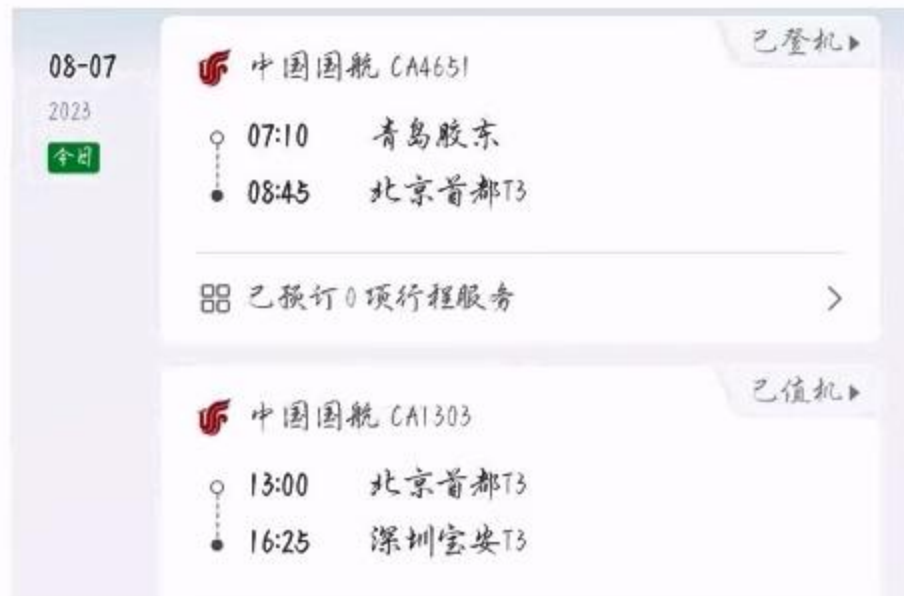 08-07
2023
今日
中国国航 CA4651
已登机
07:10 青岛胶东
08:45 北京首都T3
已预订0项行程服务
中国国航 CA1303
已值机
13:00 北京首都T3
16:25 深圳宝安T3